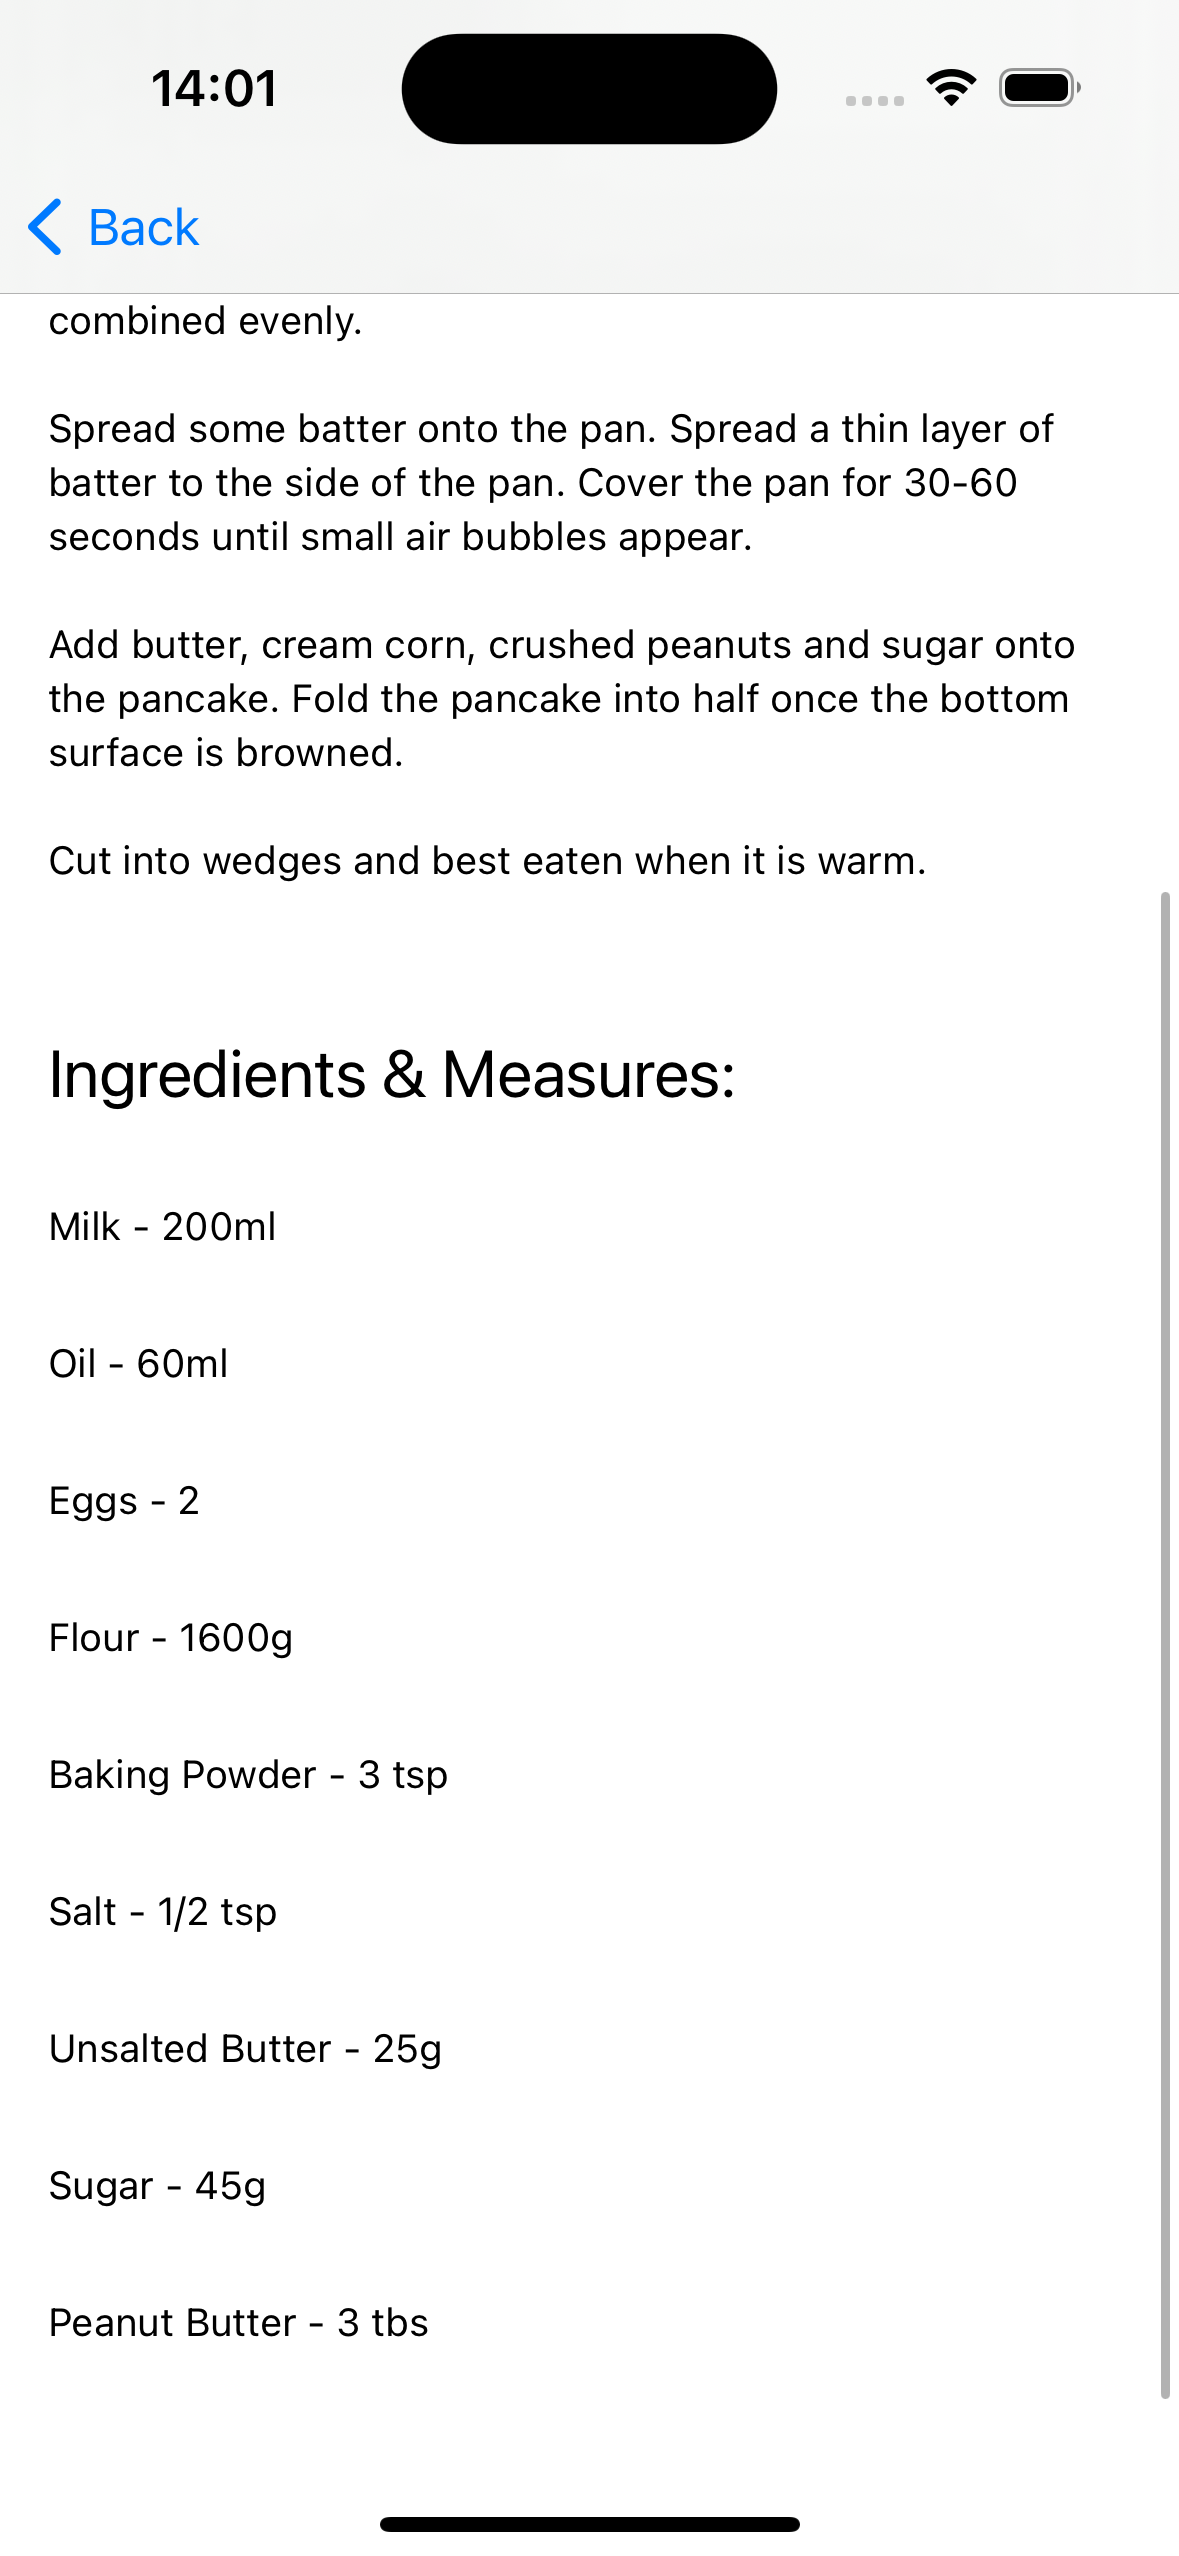 14:01
Back
combined evenly.
Spread some batter onto the pan. Spread a thin layer of
batter to the side of the pan. Cover the pan for 30-60
seconds until small air bubbles appear.
Add butter, cream corn, crushed peanuts and sugar onto
the pancake. Fold the pancake into half once the bottom
surface is browned.
Cut into wedges and best eaten when it is warm.
Ingredients & Measures:
Milk - 200ml
Oil - 60ml
Eggs - 2
Flour - 1600g
Baking Powder - 3 tsp
Salt - 1/2 tsp
Unsalted Butter - 25g
Sugar - 45g
Peanut Butter - 3 tbs